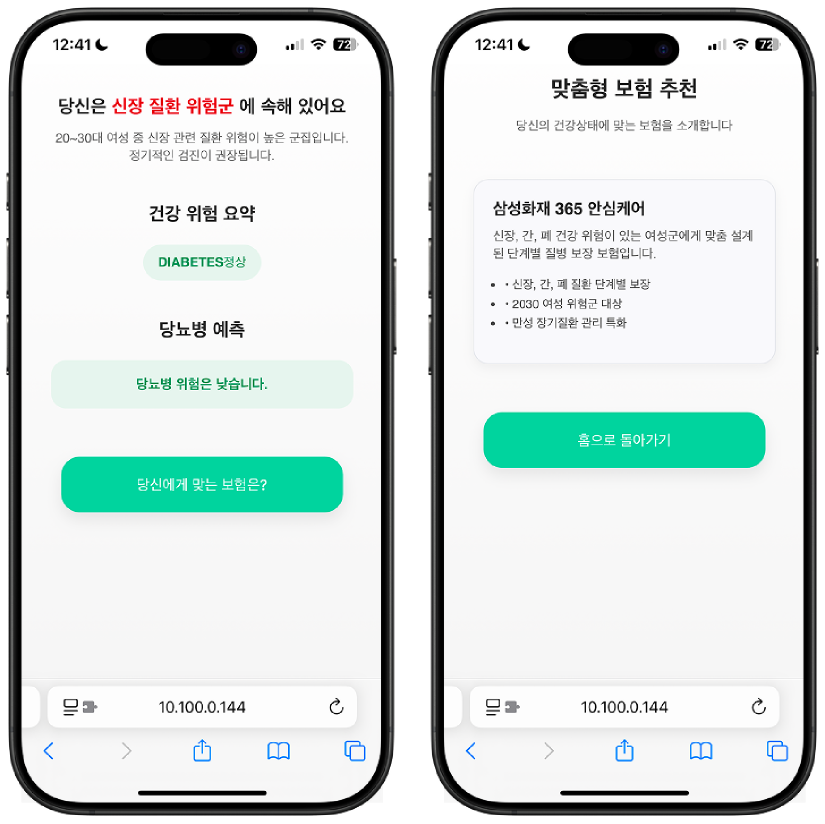 12:41
72
당신은 신장 질환 위험군 에 속해 있어요
20~30대 여성 중 신장 관련 질환 위험이 높은 군집입니다.
정기적인 검진이 권장됩니다.
건강 위험 요약
DIABETES정상
당뇨병 예측
당뇨병 위험은 낮습니다.
당신에게 맞는 보험은?
10.100.0.144
12:41
72
맞춤형 보험 추천
당신의 건강상태에 맞는 보험을 소개합니다
삼성화재 365 안심케어
신장, 간, 폐 건강 위험이 있는 여성군에게 맞춤 설계
된 단계별 질병 보장 보험입니다.
• · 신장, 간, 폐 질환 단계별 보장
• · 2030 여성 위험군 대상
• · 만성 장기질환 관리 특화
홈으로 돌아가기
10.100.0.144